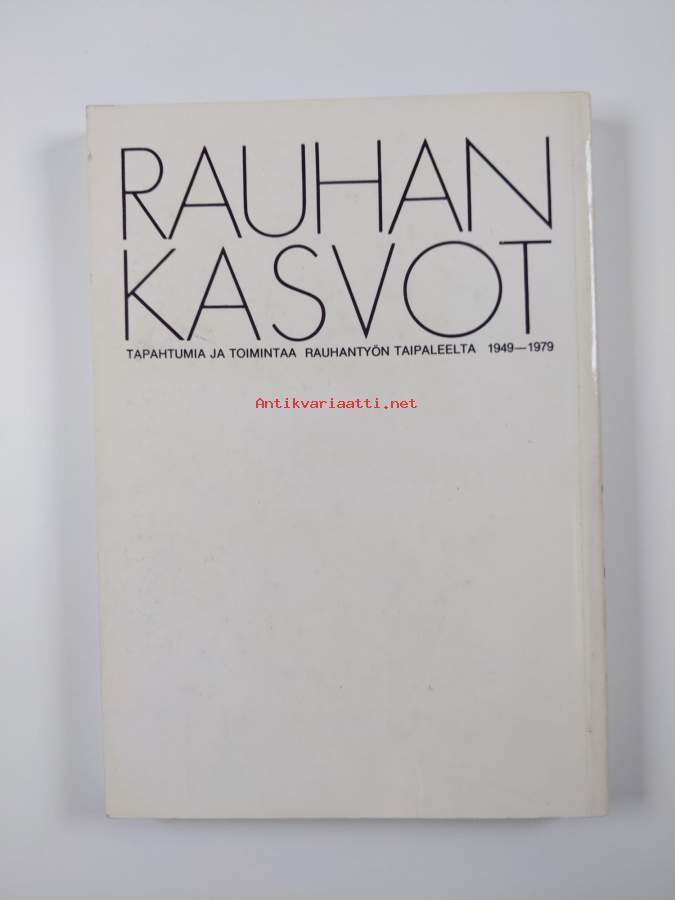 RAUHAN
KASVOT
TAPAHTUMIA JA TOIMINTAA RAUHANTYÖN TAIPALEELTA 1949—1979
Antikvariaatti.net